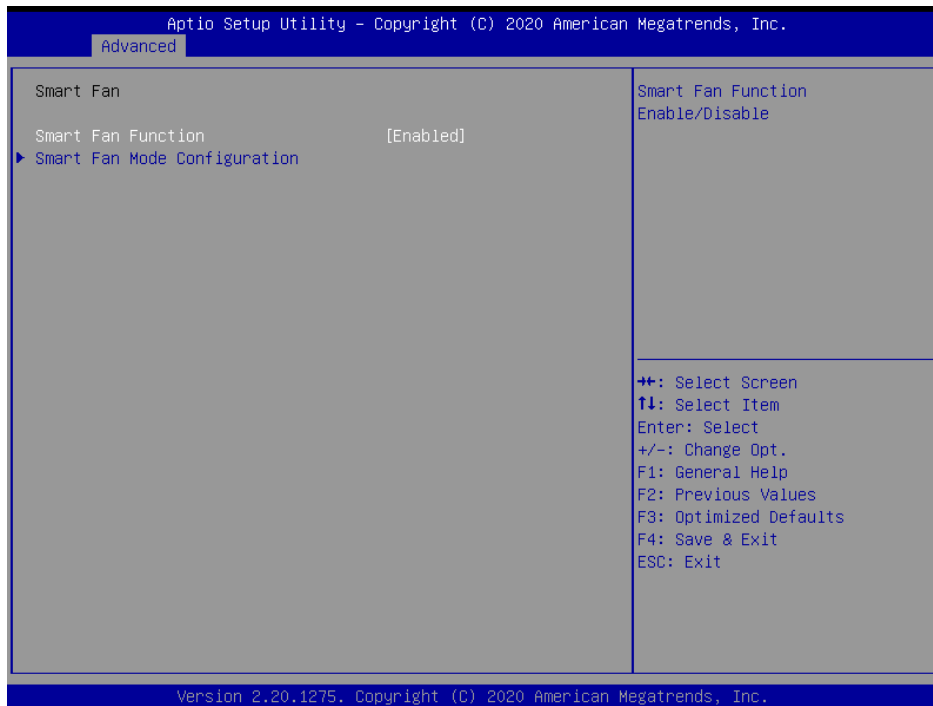 Aptio Setup Utility – Copyright (C) 2020 American Megatrends, Inc.
Advanced
Smart Fan
Smart Fan Function [Enabled]
▶ Smart Fan Mode Configuration
Smart Fan Function
Enable/Disable
→←: Select Screen
↑↓: Select Item
Enter: Select
+/-: Change Opt.
F1: General Help
F2: Previous Values
F3: Optimized Defaults
F4: Save & Exit
ESC: Exit
Version 2.20.1275. Copyright (C) 2020 American Megatrends, Inc.